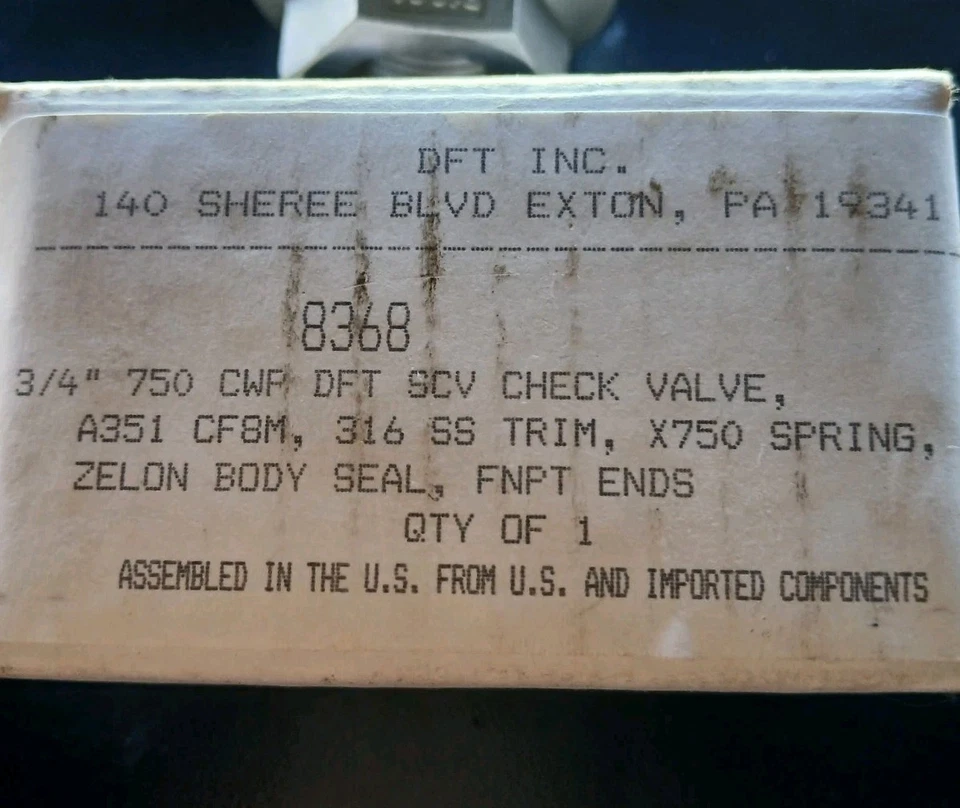 DFT INC.
140 SHEREE BLVD EXTON, PA 19341
8368
3/4" 750 CWP DFT SCV CHECK VALVE,
A351 CF8M, 316 SS TRIM, X750 SPRING,
ZELON BODY SEAL, FNPT ENDS
QTY OF 1
ASSEMBLED IN THE U.S. FROM U.S. AND IMPORTED COMPONENTS